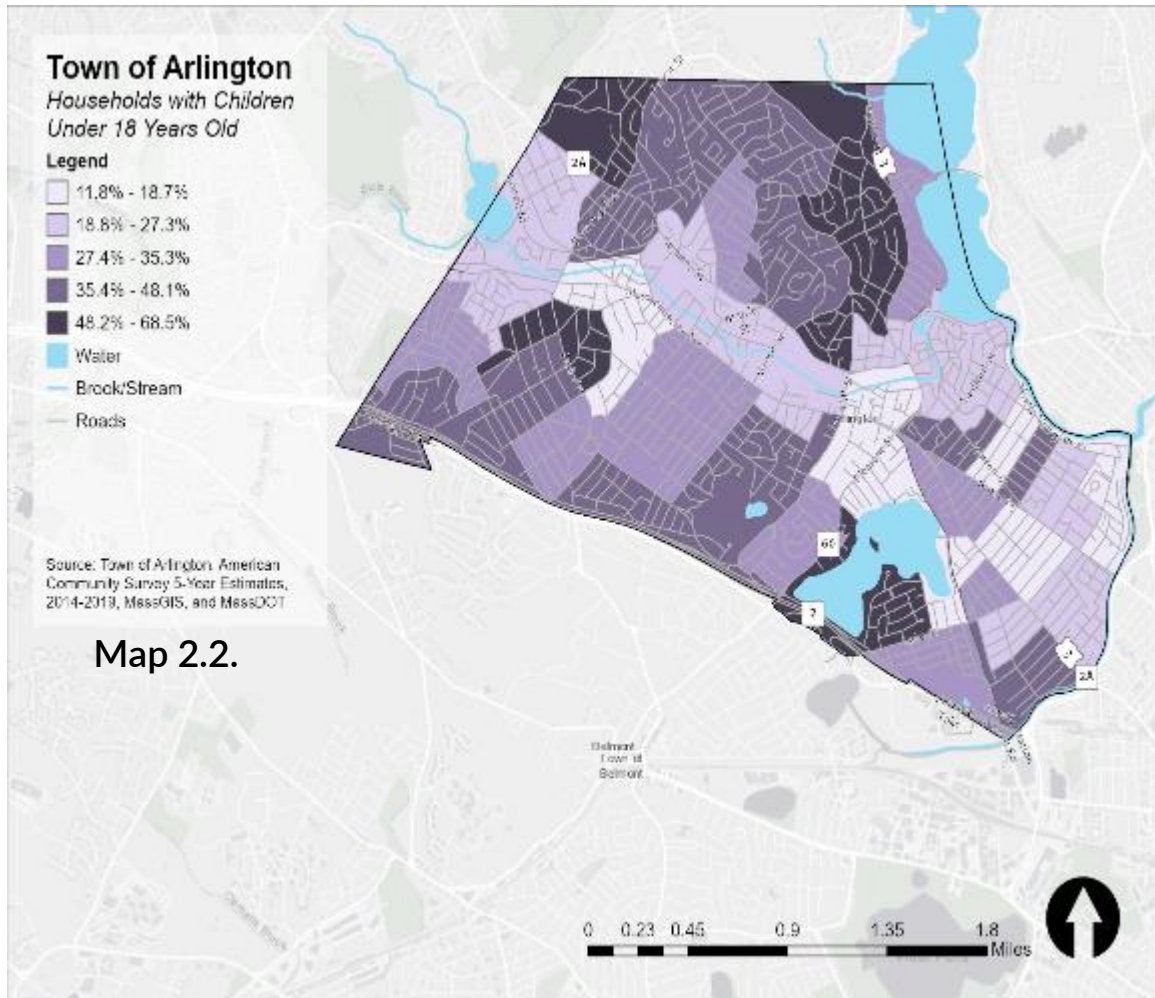 Town of Arlington
Households with Children
Under 18 Years Old
Legend
11.8% - 18.7%
18.8% - 27.3%
27.4% - 35.3%
35.4% - 48.1%
48.2% - 68.5%
Water
Brook/Stream
Roads
Source: Town of Arlington, American
Community Survey 5-Year Estimates,
2014-2019, MassGIS, and MassDOT
Map 2.2.
2A
3
60
2
3
2A
Belmont
Town of
Belmont
0 0.23 0.45 0.9 1.35 1.8
Miles